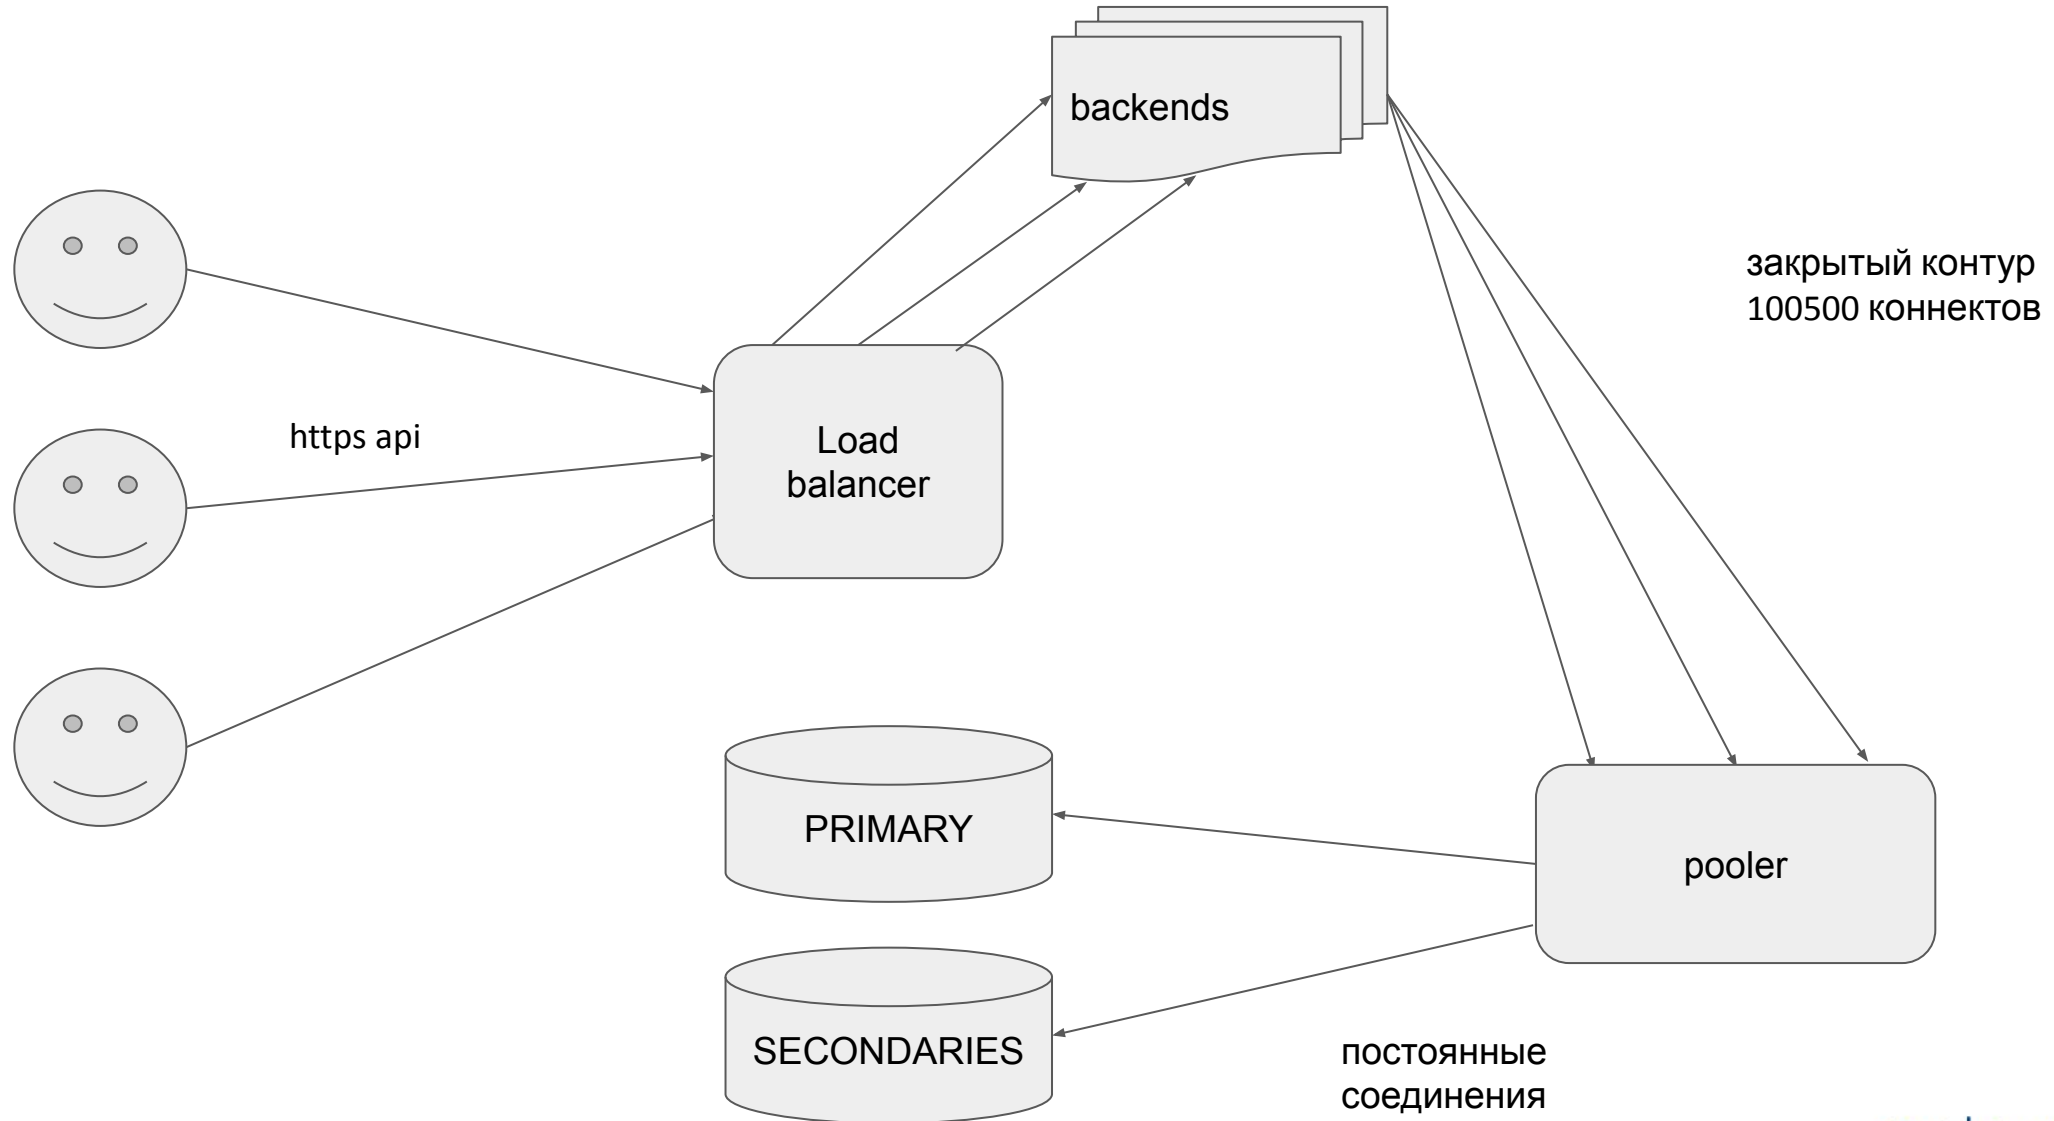 backends
закрытый контур
100500 коннектов
https api
Load
balancer
PRIMARY
pooler
SECONDARIES
постоянные
соединения